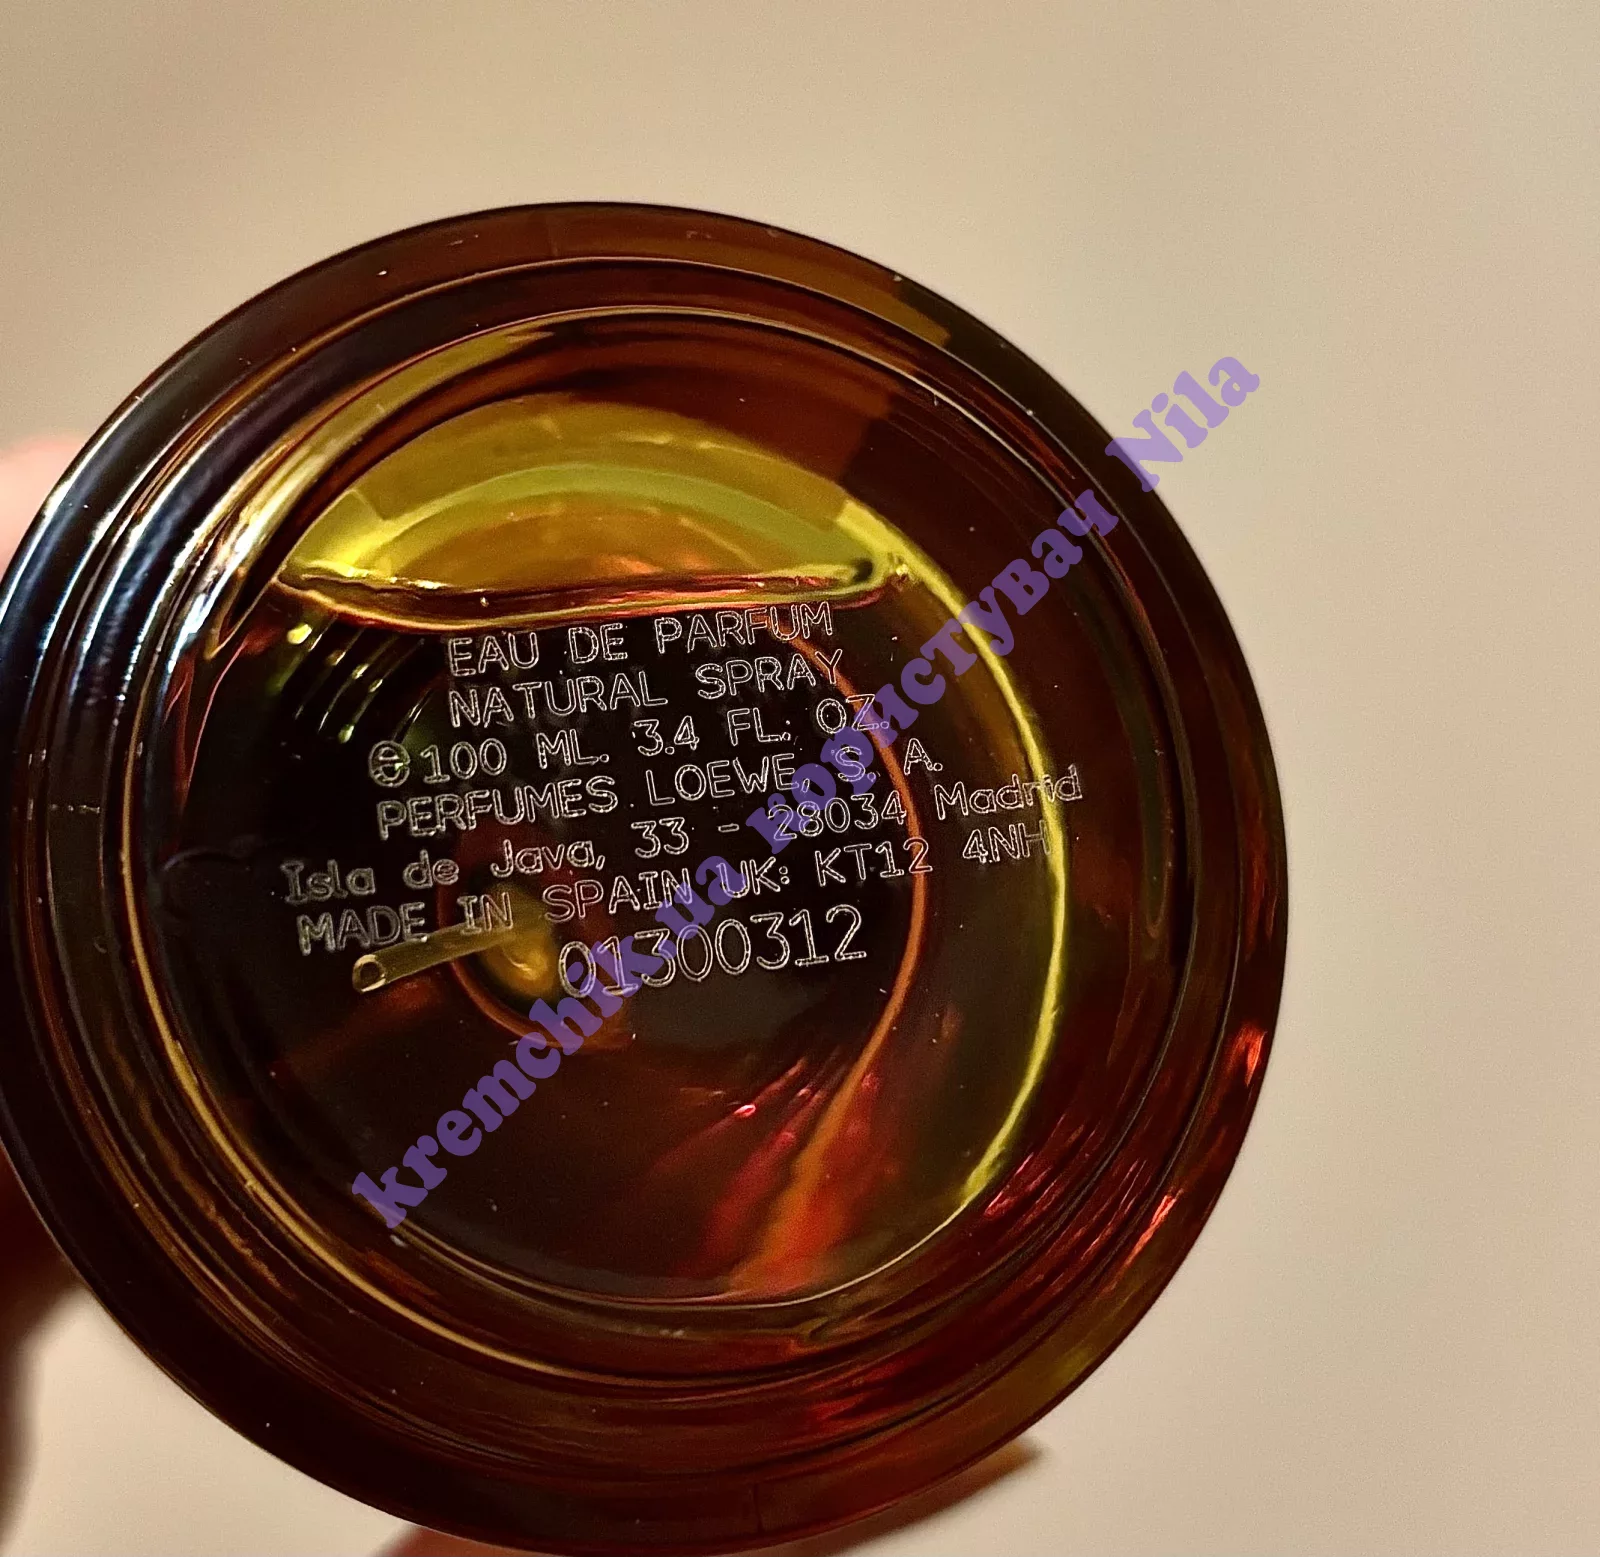 EAU DE PARFUM
NATURAL SPRAY
℮ 100 ML. 3.4 FL. OZ.
PERFUMES LOEWE, S. A.
Isla de Java, 33 - 28034 Madrid
MADE IN SPAIN UK: KT12 4NH
01300312
kremchik.ua користувач Nila